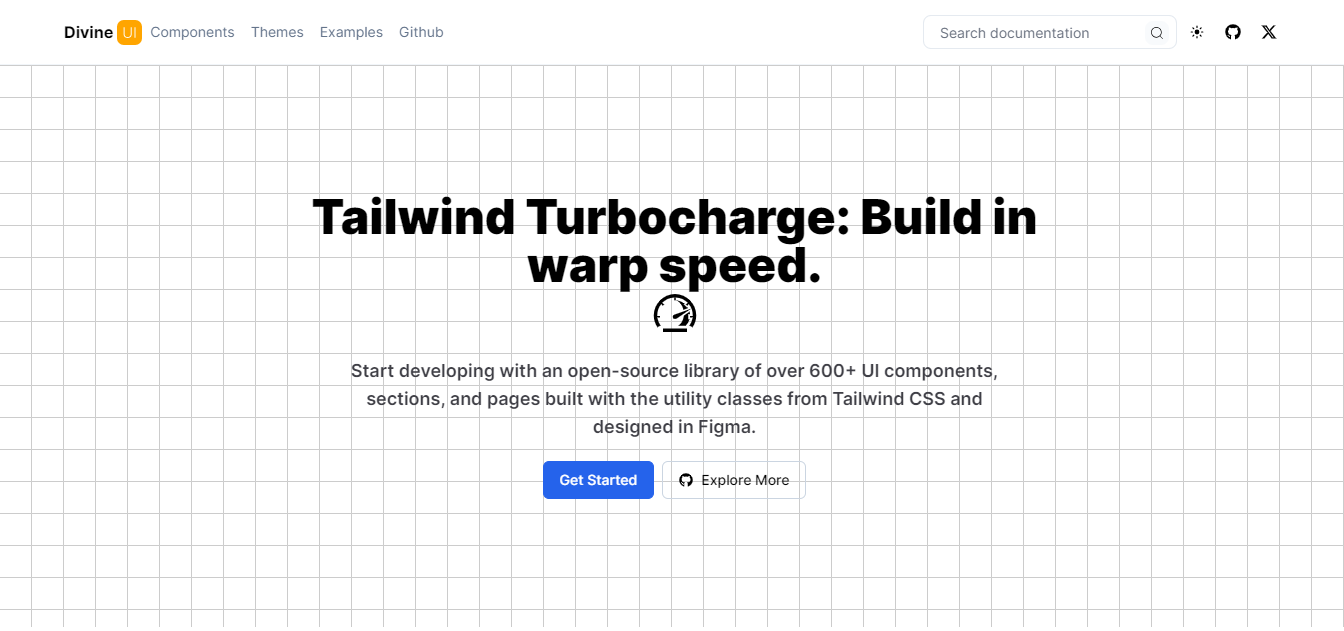 Divine UI Components Themes Examples Github Search documentation
Tailwind Turbocharge: Build in
warp speed.
Start developing with an open-source library of over 600+ UI components,
sections, and pages built with the utility classes from Tailwind CSS and
designed in Figma.
Get Started Explore More